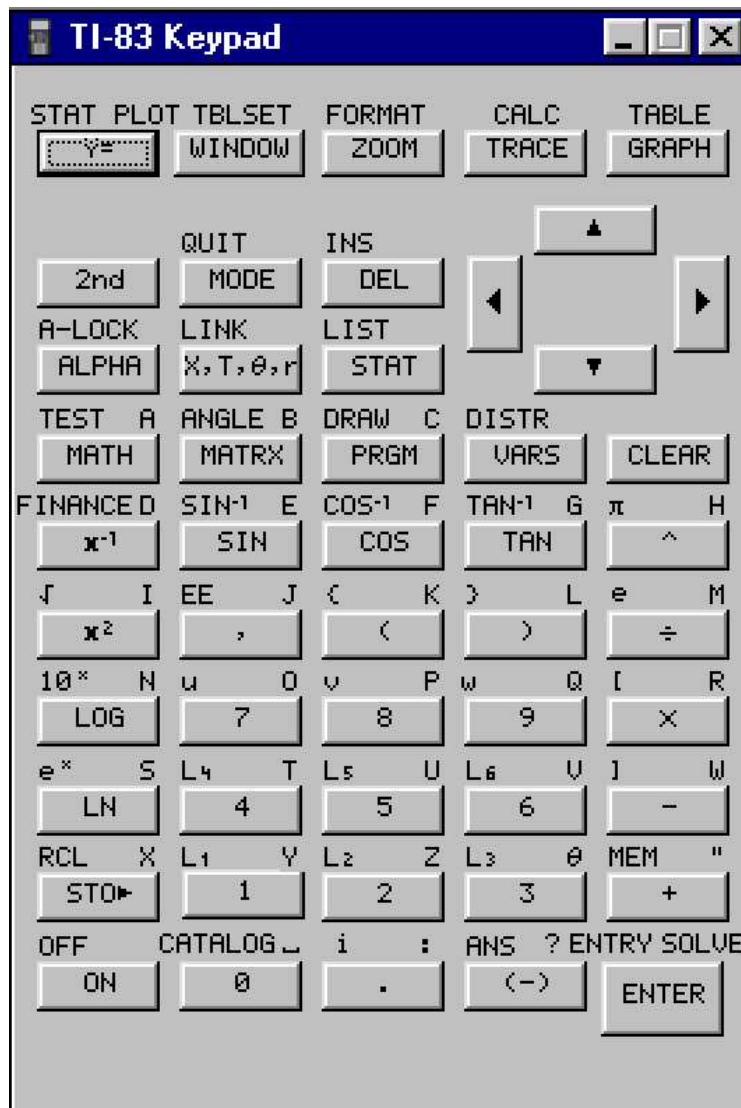 TI-83 Keypad
STAT PLOT TBLSET FORMAT CALC TABLE
Y= WINDOW ZOOM TRACE GRAPH
QUIT INS
2nd MODE DEL
A-LOCK LINK LIST
ALPHA X,T,θ,r STAT
TEST A ANGLE B DRAW C DISTR
MATH MATRX PRGM VARS CLEAR
FINANCE D SIN⁻¹ E COS⁻¹ F TAN⁻¹ G π H
x⁻¹ SIN COS TAN ^
√ I EE J { K } L e M
x² , ( ) ÷
10ˣ N u O v P w Q [ R
LOG 7 8 9 ×
eˣ S L₄ T L₅ U L₆ V ] W
LN 4 5 6 −
RCL X L₁ Y L₂ Z L₃ θ MEM "
STO► 1 2 3 +
OFF CATALOG ⎵ i : ANS ? ENTRY SOLVE
ON 0 . (-) ENTER